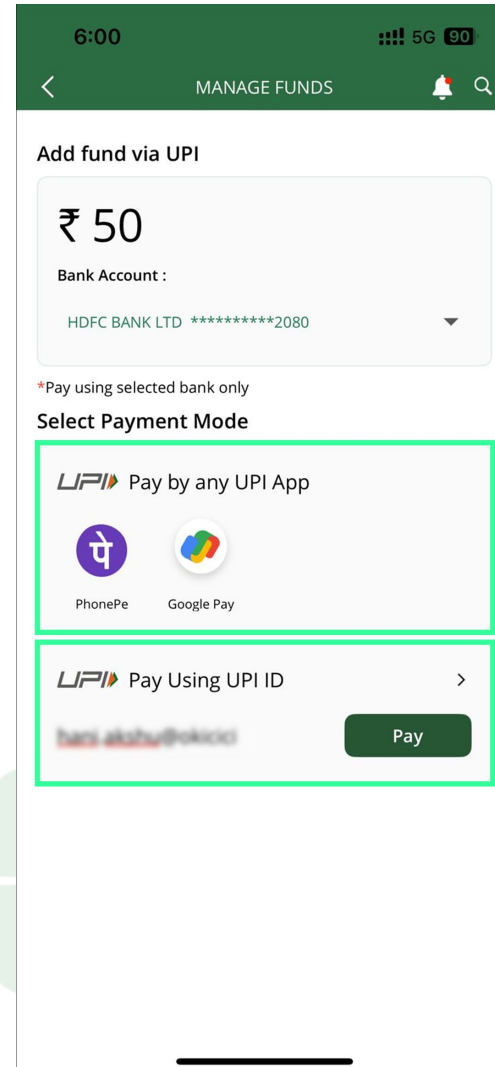 6:00 5G 90
MANAGE FUNDS
Add fund via UPI
₹ 50
Bank Account :
HDFC BANK LTD **********2080
*Pay using selected bank only
Select Payment Mode
UPI Pay by any UPI App
पे
PhonePe Google Pay
UPI Pay Using UPI ID
Pay